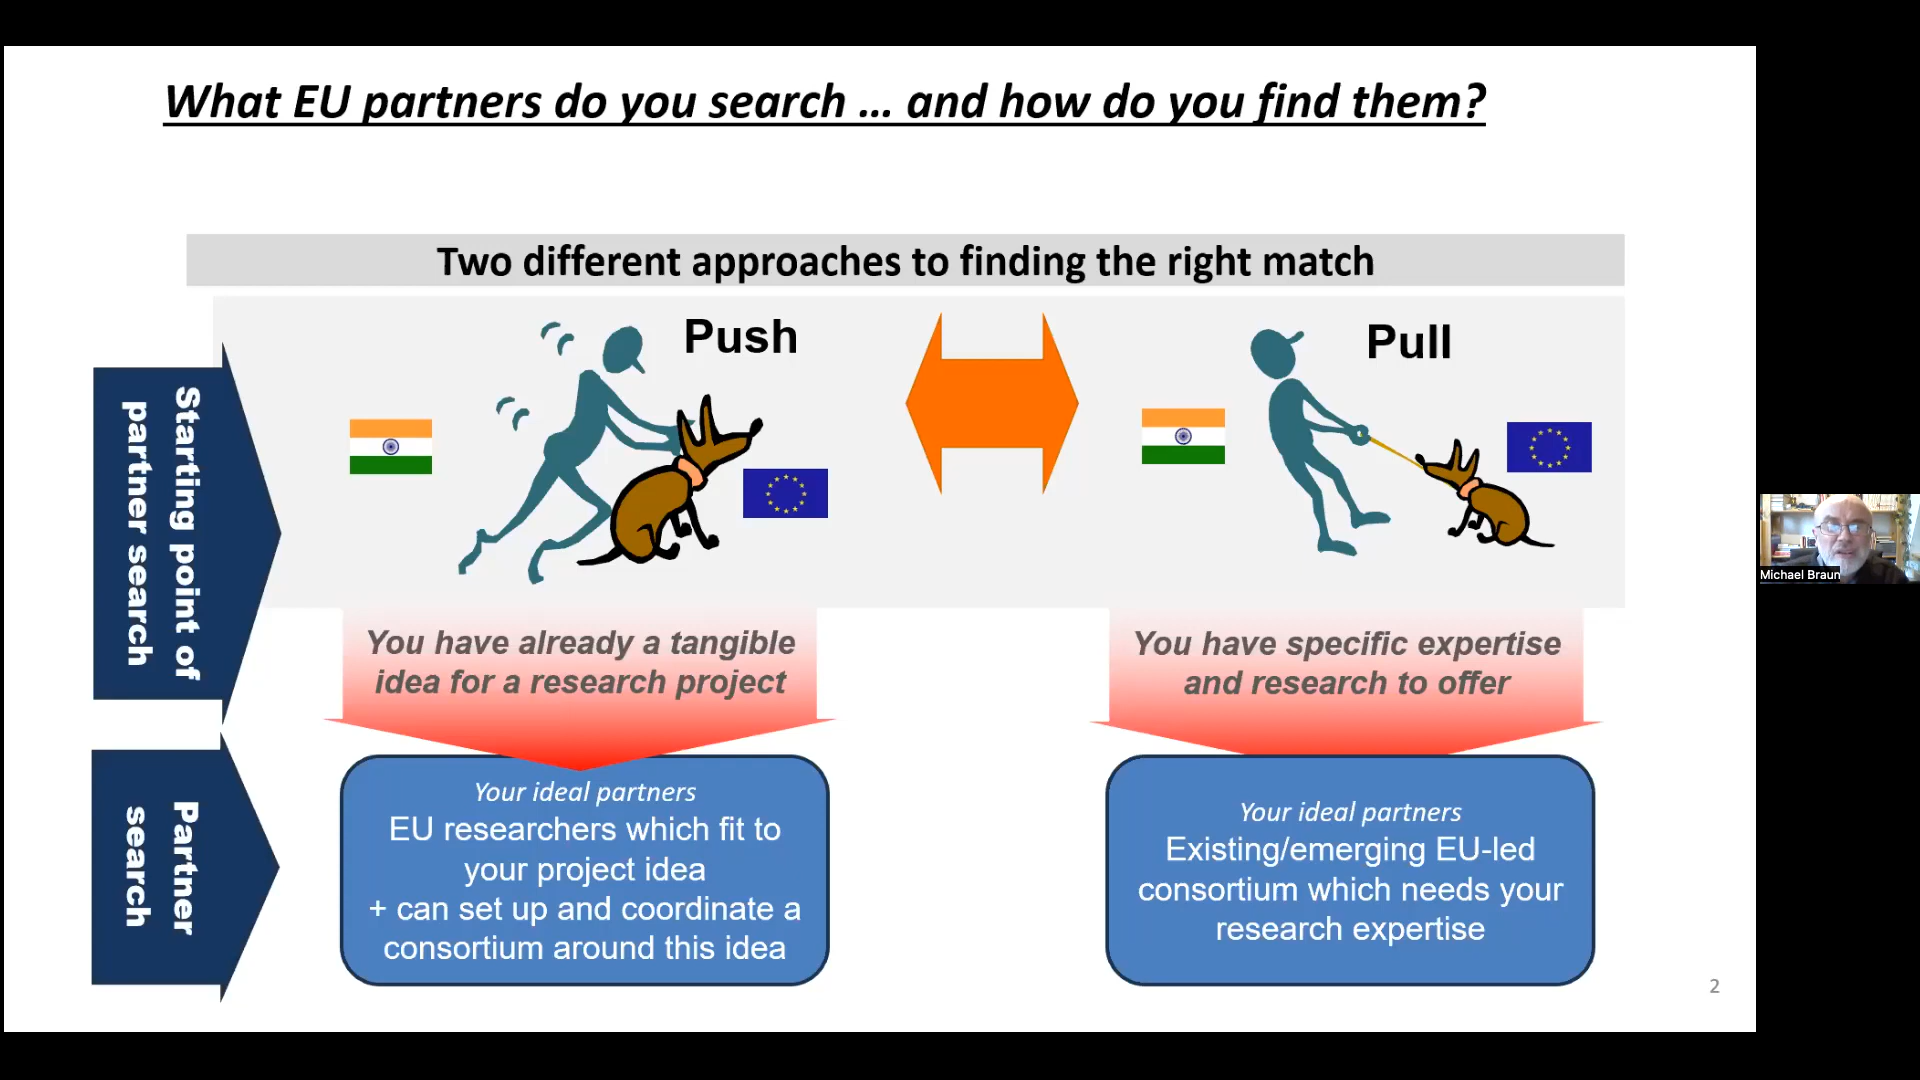 What EU partners do you search ... and how do you find them?
Two different approaches to finding the right match
Starting point of
partner search
Push
Pull
You have already a tangible
idea for a research project
You have specific expertise
and research to offer
Partner
search
Your ideal partners
EU researchers which fit to
your project idea
+ can set up and coordinate a
consortium around this idea
Your ideal partners
Existing/emerging EU-led
consortium which needs your
research expertise
2
Michael Braun